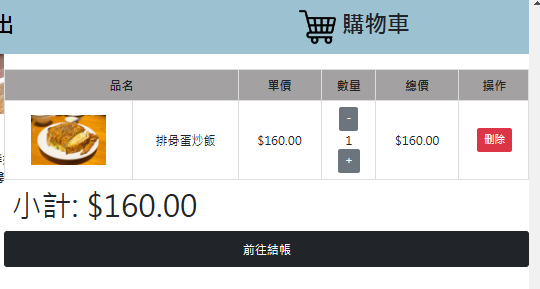 出
購物車
品名 單價 數量 總價 操作
-
排骨蛋炒飯 $160.00 1 $160.00 刪除
+
小計: $160.00
前往結帳